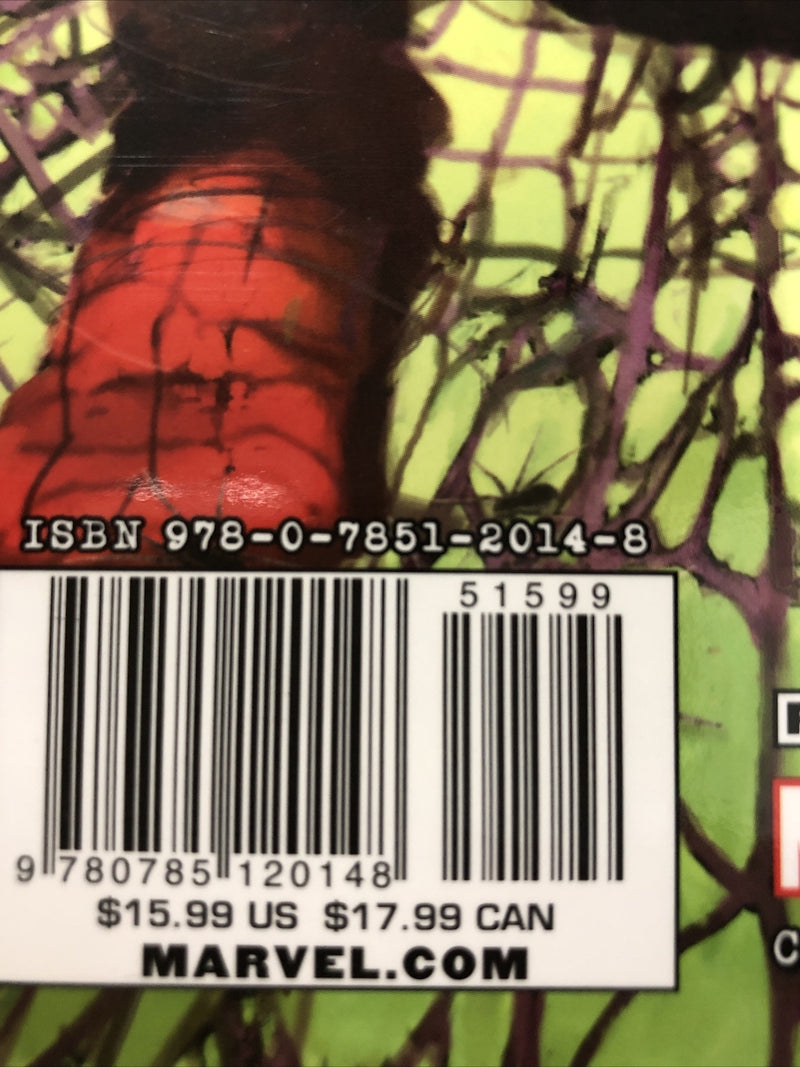 ISBN 978-0-7851-2014-8
51599
9 780785 120148
$15.99 US $17.99 CAN
MARVEL.COM